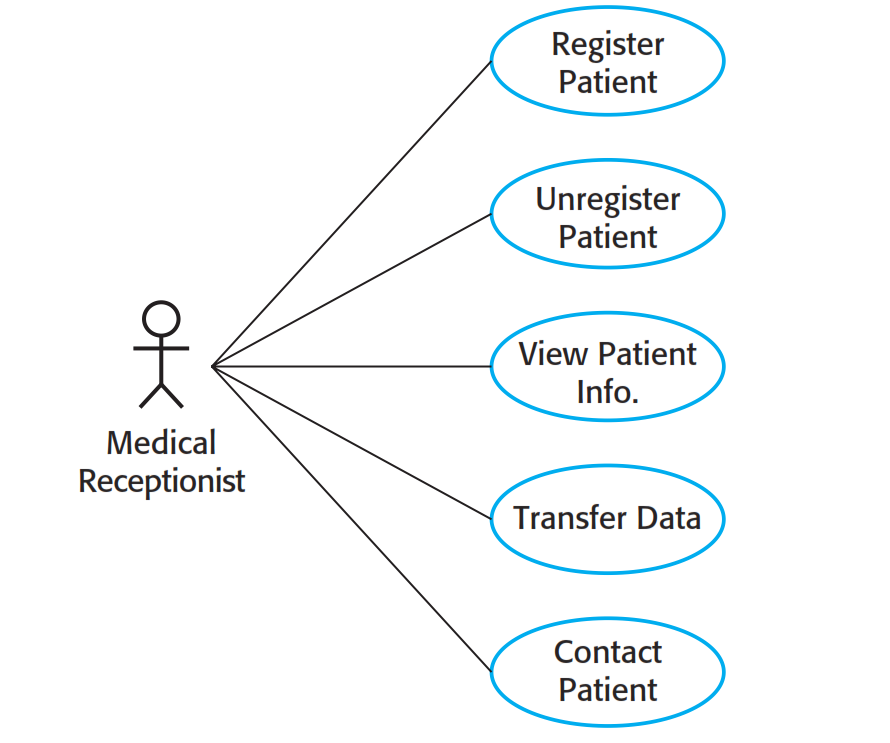 Register
Patient
Unregister
Patient
View Patient
Info.
Medical
Receptionist
Transfer Data
Contact
Patient